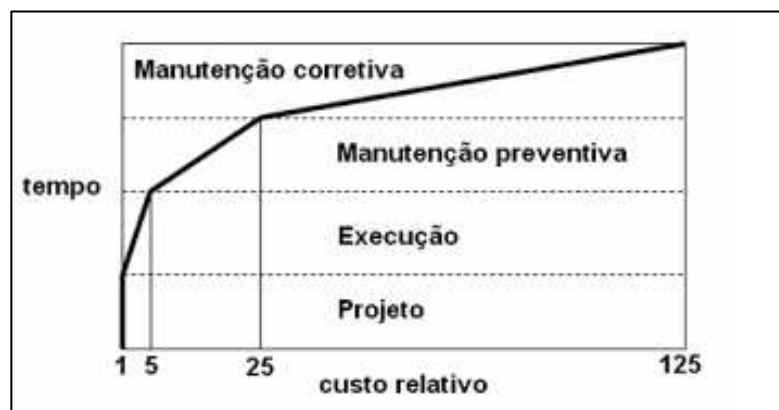 Manutenção corretiva
Manutenção preventiva
tempo
Execução
Projeto
1 5 25 125
custo relativo